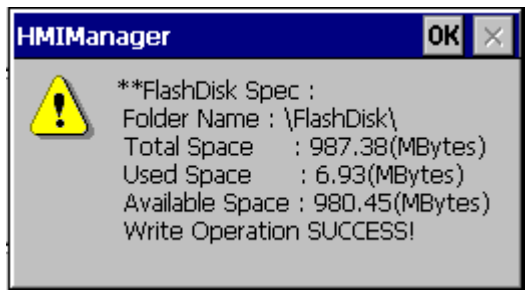 HMIManager OK ×
**FlashDisk Spec :
Folder Name : \FlashDisk\
Total Space : 987.38(MBytes)
Used Space : 6.93(MBytes)
Available Space : 980.45(MBytes)
Write Operation SUCCESS!